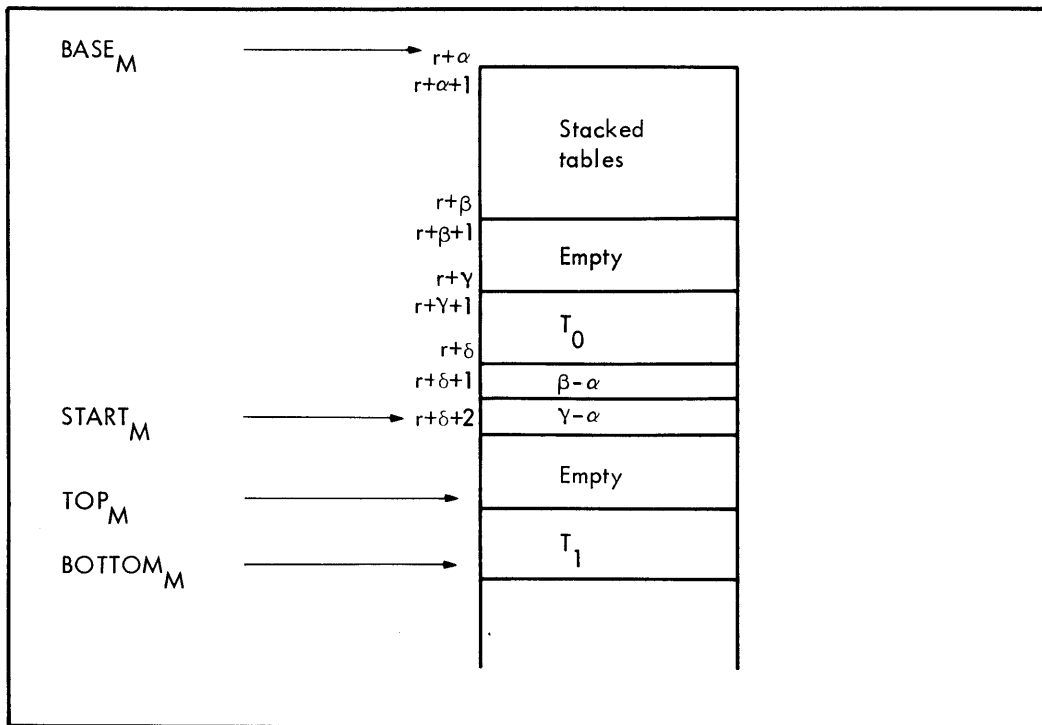 BASE_M
r+α
r+α+1
Stacked
tables
r+β
r+β+1
Empty
r+γ
r+γ+1
T_0
r+δ
r+δ+1
β-α
START_M
r+δ+2
γ-α
Empty
TOP_M
T_1
BOTTOM_M